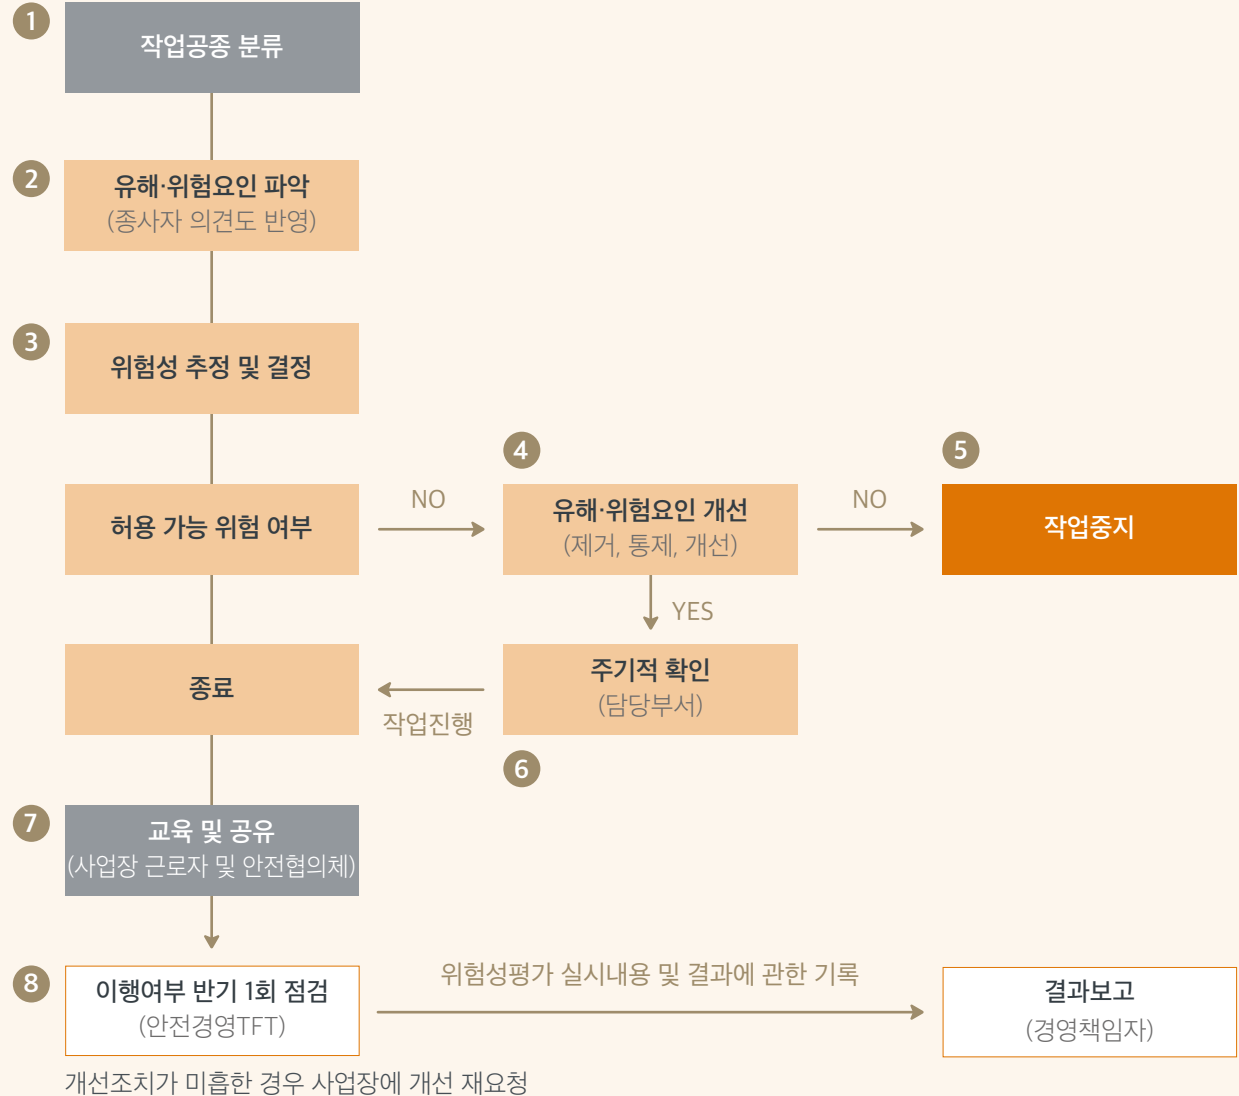 1
작업공종 분류
2
유해·위험요인 파악
(종사자 의견도 반영)
3
위험성 추정 및 결정
허용 가능 위험 여부
NO
4
유해·위험요인 개선
(제거, 통제, 개선)
NO
5
작업중지
YES
종료
작업진행
주기적 확인
(담당부서)
6
7
교육 및 공유
(사업장 근로자 및 안전협의체)
8
이행여부 반기 1회 점검
(안전경영TFT)
위험성평가 실시내용 및 결과에 관한 기록
결과보고
(경영책임자)
개선조치가 미흡한 경우 사업장에 개선 재요청